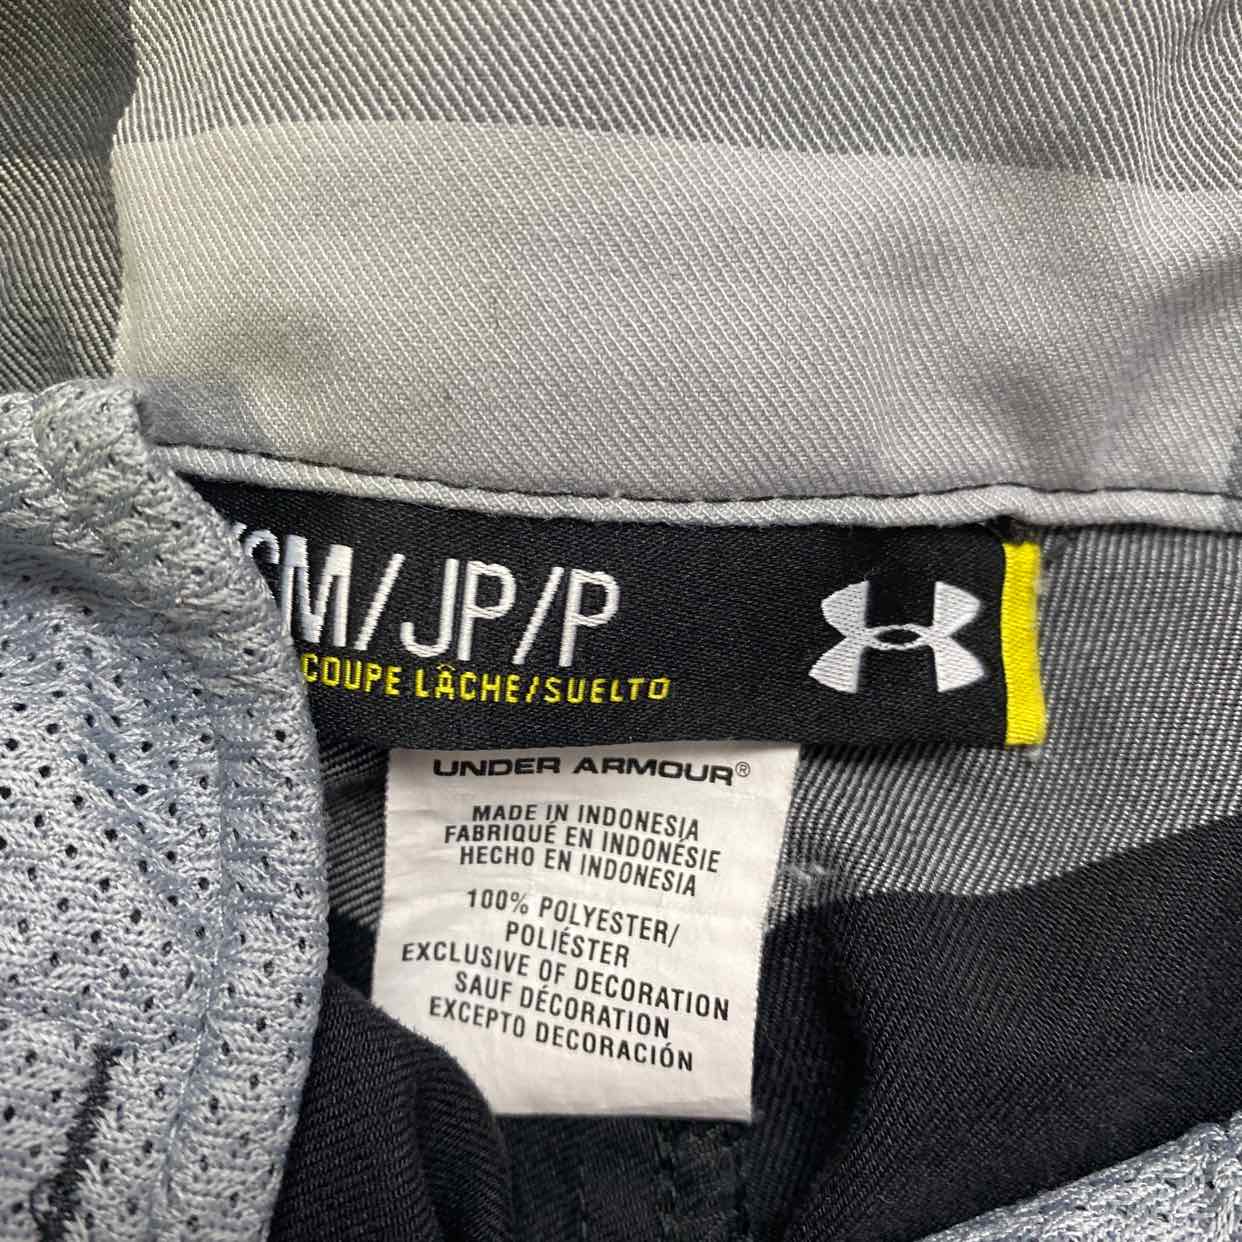 SM/JP/P
COUPE LÂCHE/SUELTO
UNDER ARMOUR®
MADE IN INDONESIA
FABRIQUÉ EN INDONÉSIE
HECHO EN INDONESIA
100% POLYESTER/
POLIÉSTER
EXCLUSIVE OF DECORATION
SAUF DÉCORATION
EXCEPTO DECORACIÓN